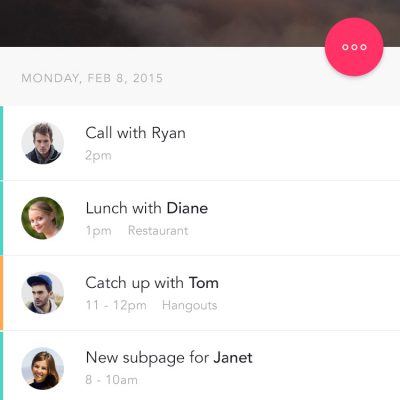 MONDAY, FEB 8, 2015
Call with Ryan
2pm
Lunch with Diane
1pm Restaurant
Catch up with Tom
11 - 12pm Hangouts
New subpage for Janet
8 - 10am